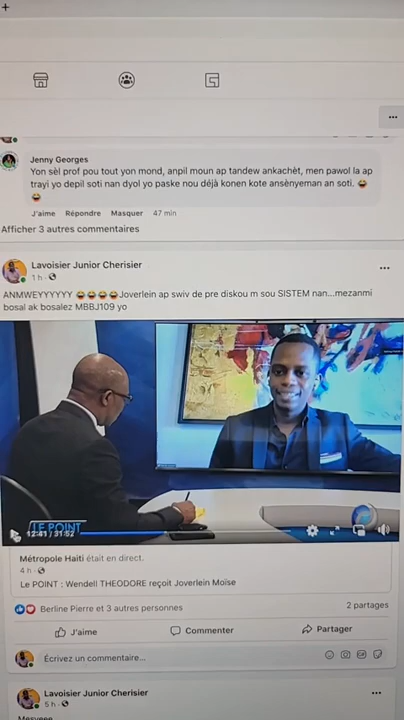 Jenny Georges
Yon sèl prof pou tout yon mond, anpil moun ap tandew ankachèt, men pawol la ap
trayi yo depil soti nan dyol yo paske nou déjà konen kote ansènyeman an soti. 😂
😂
J'aime Répondre Masquer 47 min
Afficher 3 autres commentaires
Lavoisier Junior Cherisier
1 h ·
ANMWEYYYYYY 😂😂😂😂Joverlein ap swiv de pre diskou m sou SISTEM nan...mezanmi
bosal ak bosalez MBBJ109 yo
LE POINT
12:41 / 31:52
Métropole Haiti était en direct.
4 h ·
Le POINT : Wendell THEODORE reçoit Joverlein Moïse
Berline Pierre et 3 autres personnes
2 partages
J'aime
Commenter
Partager
Écrivez un commentaire...
GIF
Lavoisier Junior Cherisier
5 h ·